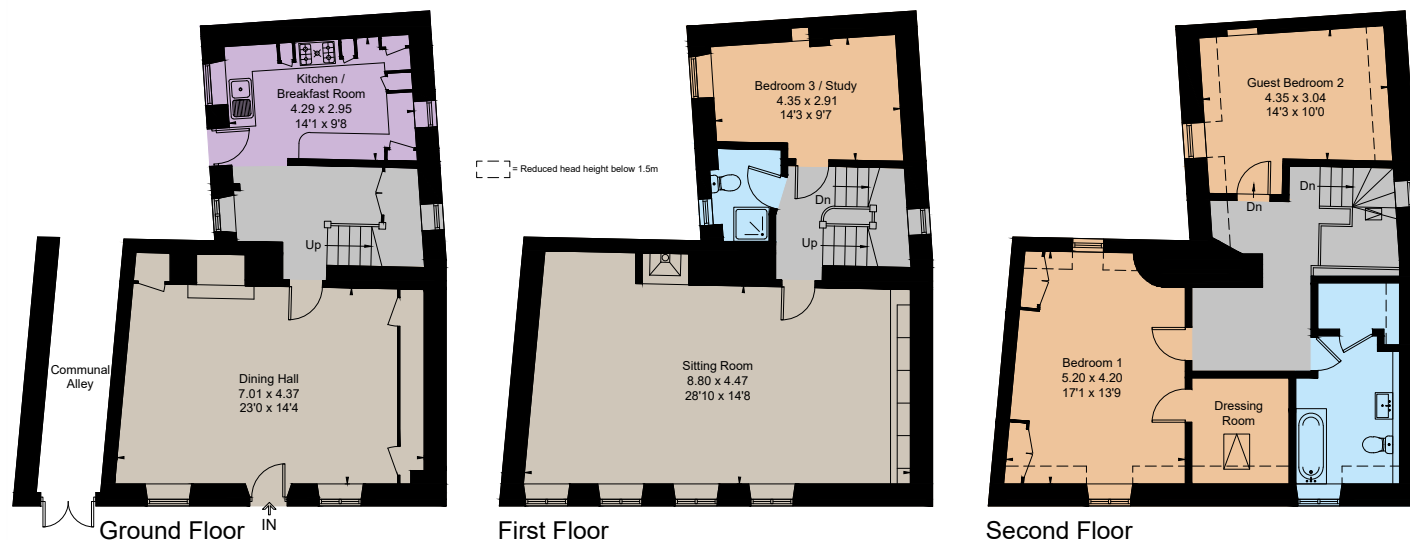 Kitchen /
Breakfast Room
4.29 x 2.95
14'1 x 9'8
Up
Communal
Alley
Dining Hall
7.01 x 4.37
23'0 x 14'4
IN
Ground Floor
= Reduced head height below 1.5m
Bedroom 3 / Study
4.35 x 2.91
14'3 x 9'7
Dn
Up
Sitting Room
8.80 x 4.47
28'10 x 14'8
First Floor
Guest Bedroom 2
4.35 x 3.04
14'3 x 10'0
Dn
Dn
Bedroom 1
5.20 x 4.20
17'1 x 13'9
Dressing
Room
Second Floor